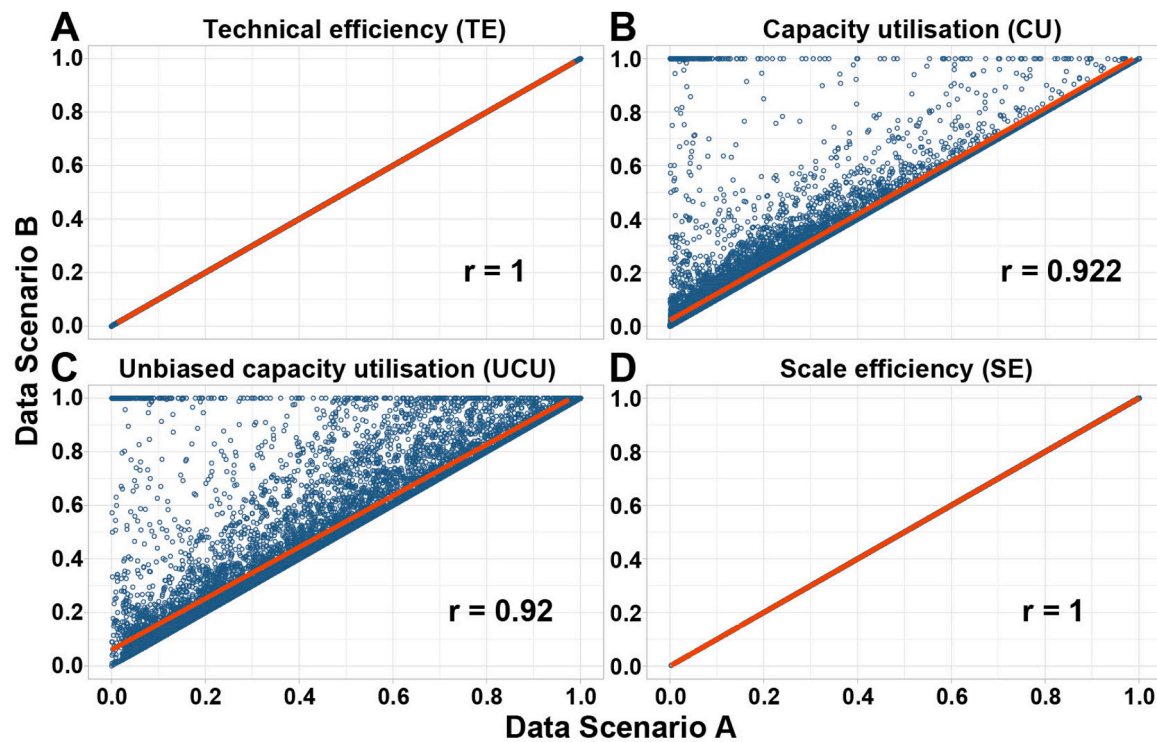 A Technical efficiency (TE)
1.0
0.8
0.6
0.4
0.2
0.0
r = 1
B Capacity utilisation (CU)
1.0
0.8
0.6
0.4
0.2
0.0
r = 0.922
C Unbiased capacity utilisation (UCU)
1.0
0.8
0.6
0.4
0.2
0.0
r = 0.92
0.0 0.2 0.4 0.6 0.8 1.0
D Scale efficiency (SE)
1.0
0.8
0.6
0.4
0.2
0.0
r = 1
0.0 0.2 0.4 0.6 0.8 1.0
Data Scenario B
Data Scenario A